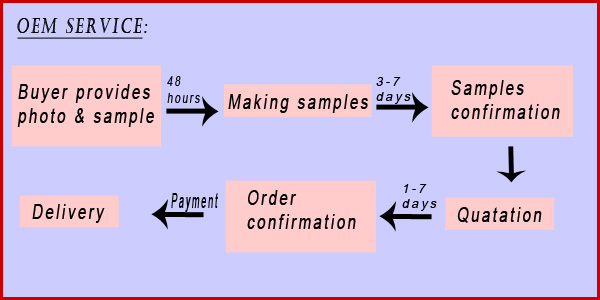 OEM SERVICE:
Buyer provides
photo & sample
48
hours
Making samples
3-7
days
Samples
confirmation
Quatation
1-7
days
Order
confirmation
Payment
Delivery